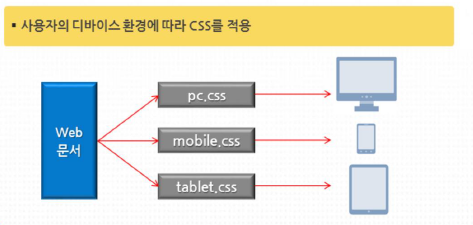 ▪ 사용자의 디바이스 환경에 따라 CSS를 적용
pc.css
Web
문서
mobile.css
tablet.css